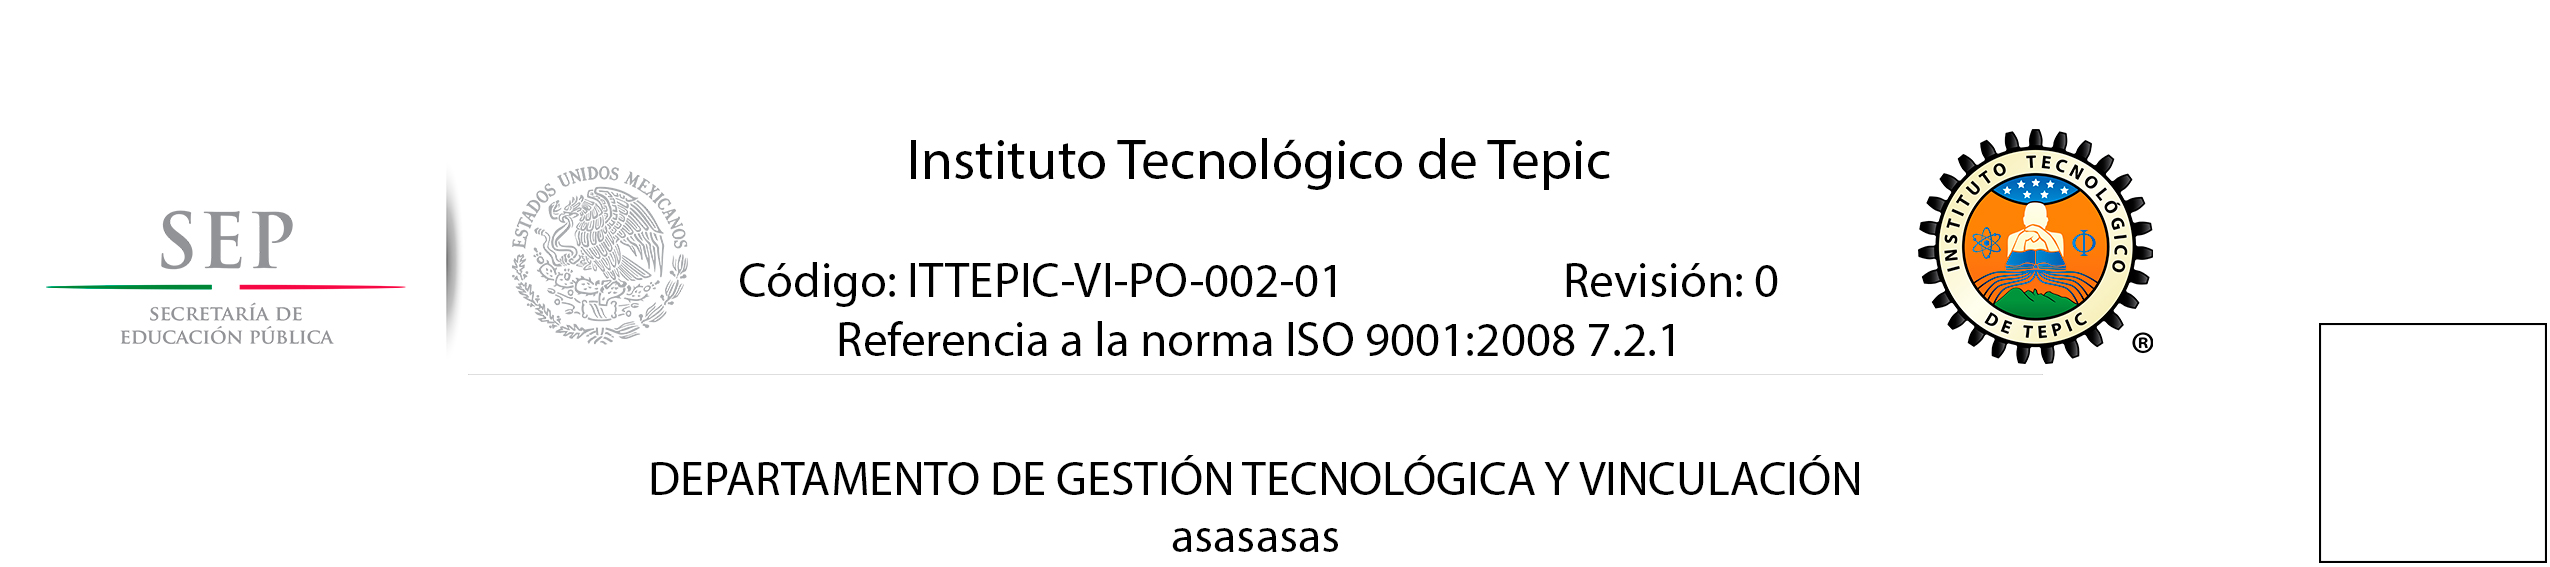 SEP
SECRETARÍA DE
EDUCACIÓN PÚBLICA
ESTADOS UNIDOS MEXICANOS
Instituto Tecnológico de Tepic
Código: ITTEPIC-VI-PO-002-01 Revisión: 0
Referencia a la norma ISO 9001:2008 7.2.1
INSTITUTO TECNOLÓGICO
DE TEPIC
Φ
®
DEPARTAMENTO DE GESTIÓN TECNOLÓGICA Y VINCULACIÓN
asasasas